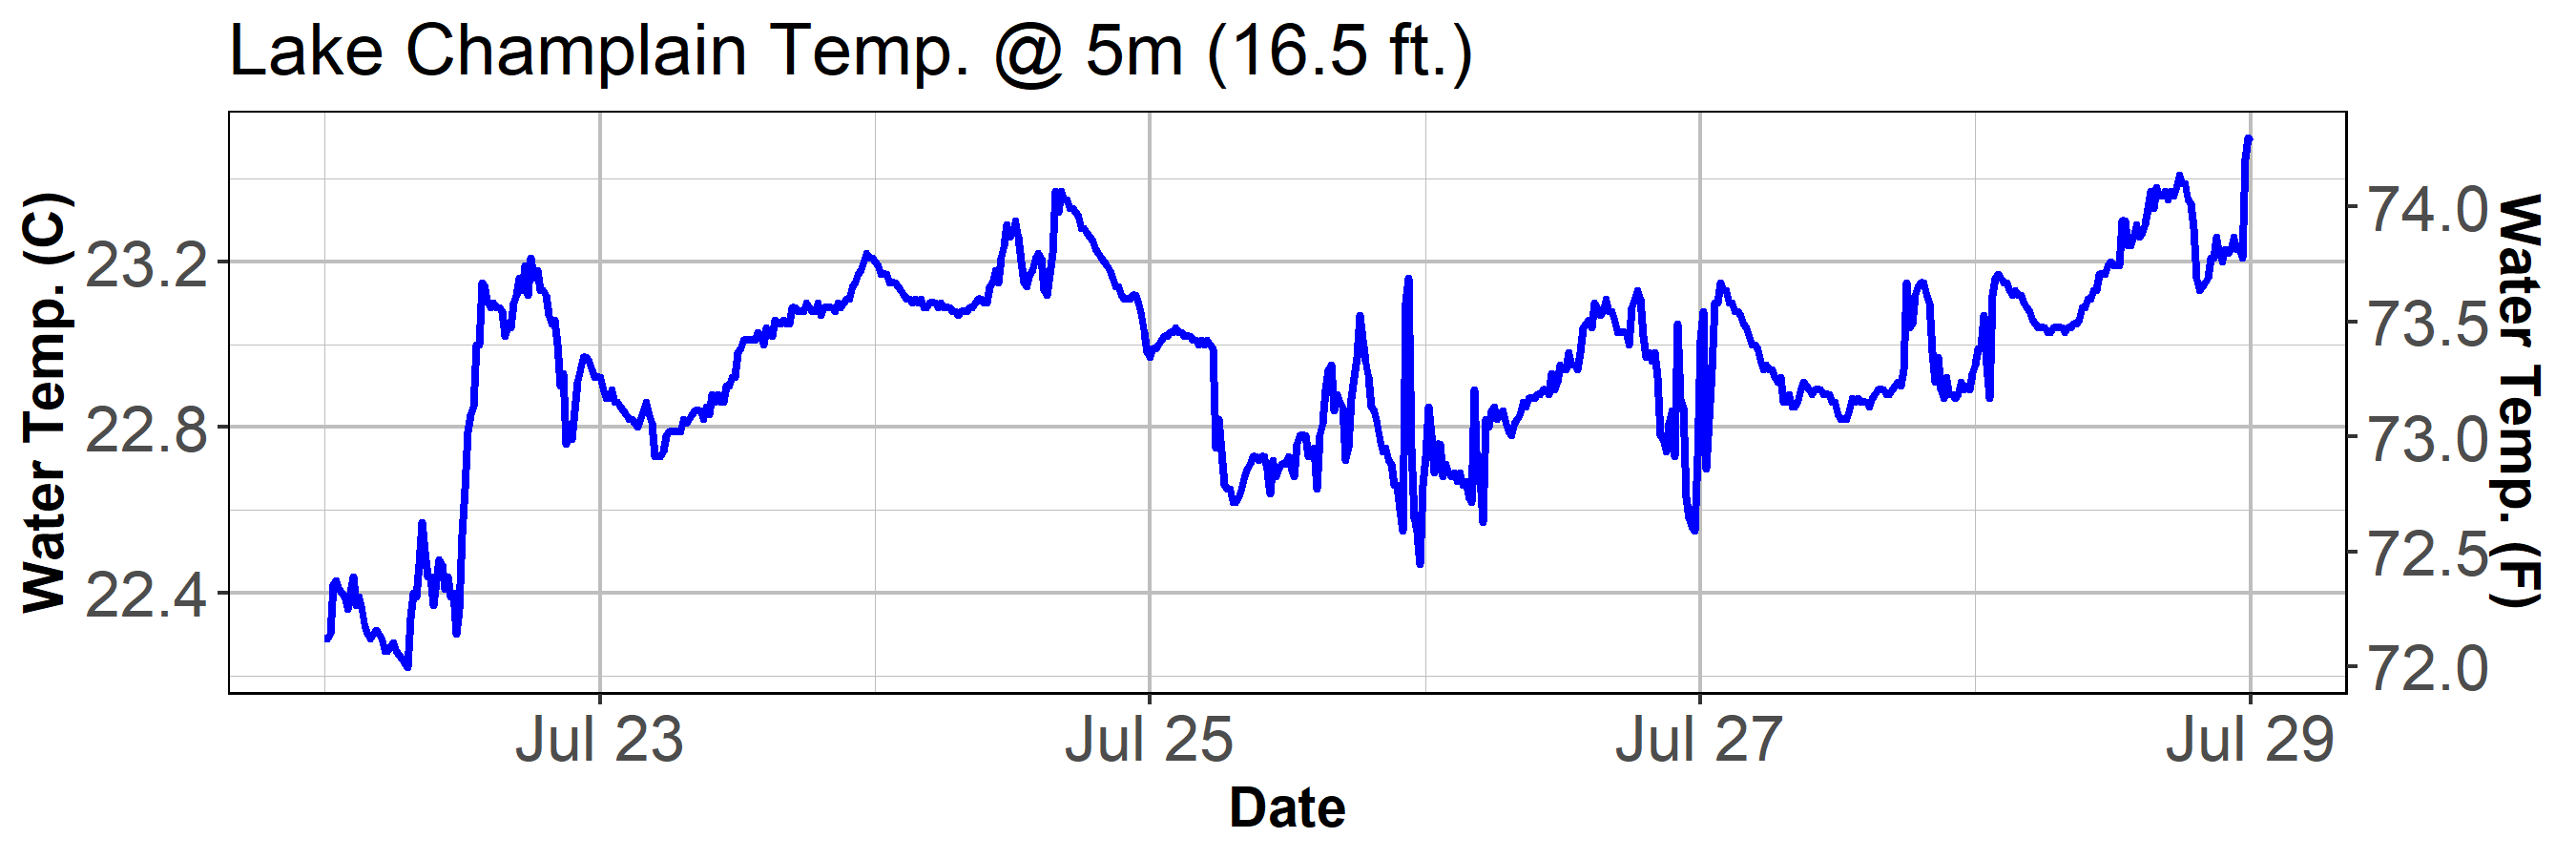 Lake Champlain Temp. @ 5m (16.5 ft.)
Water Temp. (C)
23.2
22.8
22.4
74.0
73.5
73.0
72.5
72.0
Water Temp. (F)
Jul 23 Jul 25 Jul 27 Jul 29
Date